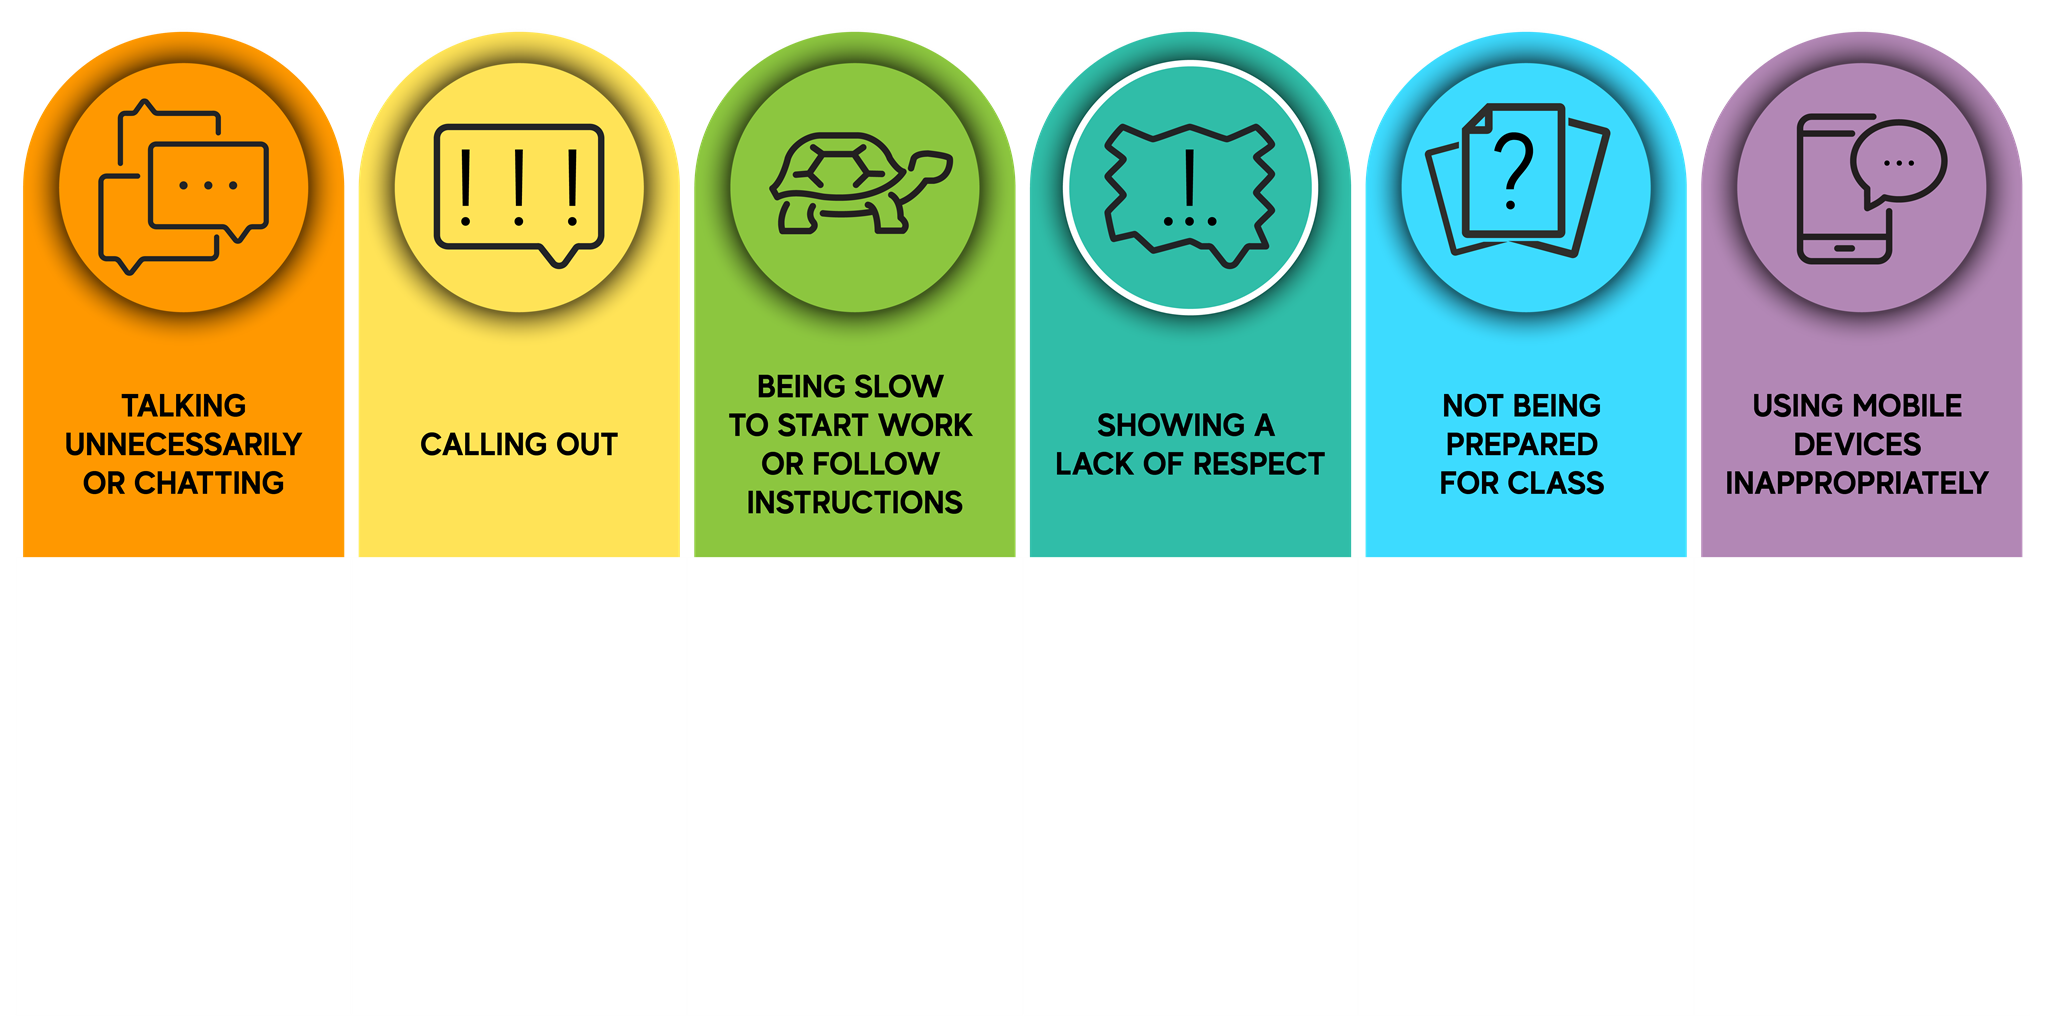 TALKING
UNNECESSARILY
OR CHATTING
CALLING OUT
BEING SLOW
TO START WORK
OR FOLLOW
INSTRUCTIONS
SHOWING A
LACK OF RESPECT
NOT BEING
PREPARED
FOR CLASS
USING MOBILE
DEVICES
INAPPROPRIATELY